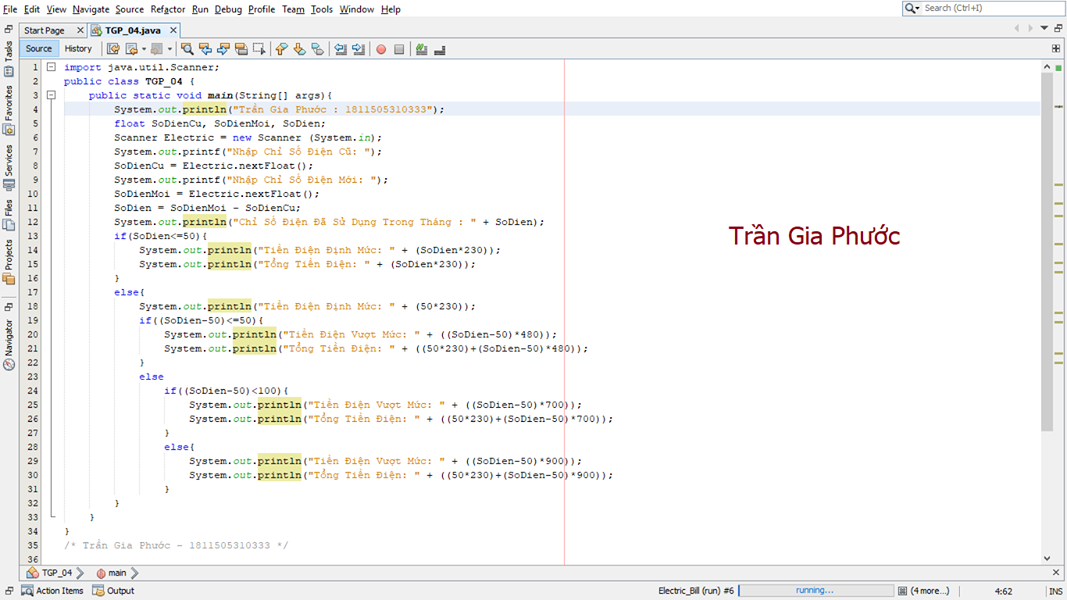 File Edit View Navigate Source Refactor Run Debug Profile Team Tools Window Help
Search (Ctrl+I)
Start Page
TGP_04.java
Source
History
Tasks
Favorites
Services
Files
Projects
Navigator
1 import java.util.Scanner;
2 public class TGP_04 {
3 public static void main(String[] args){
4 System.out.println("Trần Gia Phước : 1811505310333");
5 float SoDienCu, SoDienMoi, SoDien;
6 Scanner Electric = new Scanner (System.in);
7 System.out.printf("Nhập Chỉ Số Điện Cũ: ");
8 SoDienCu = Electric.nextFloat();
9 System.out.printf("Nhập Chỉ Số Điện Mới: ");
10 SoDienMoi = Electric.nextFloat();
11 SoDien = SoDienMoi - SoDienCu;
12 System.out.println("Chỉ Số Điện Đã Sử Dụng Trong Tháng : " + SoDien);
13 if(SoDien<=50){
14 System.out.println("Tiền Điện Định Mức: " + (SoDien*230));
15 System.out.println("Tổng Tiền Điện: " + (SoDien*230));
16 }
17 else{
18 System.out.println("Tiền Điện Định Mức: " + (50*230));
19 if((SoDien-50)<=50){
20 System.out.println("Tiền Điện Vượt Mức: " + ((SoDien-50)*480));
21 System.out.println("Tổng Tiền Điện: " + ((50*230)+(SoDien-50)*480));
22 }
23 else
24 if((SoDien-50)<100){
25 System.out.println("Tiền Điện Vượt Mức: " + ((SoDien-50)*700));
26 System.out.println("Tổng Tiền Điện: " + ((50*230)+(SoDien-50)*700));
27 }
28 else{
29 System.out.println("Tiền Điện Vượt Mức: " + ((SoDien-50)*900));
30 System.out.println("Tổng Tiền Điện: " + ((50*230)+(SoDien-50)*900));
31 }
32 }
33 }
34 }
35 /* Trần Gia Phước - 1811505310333 */
36
Trần Gia Phước
TGP_04
main
Action Items
Output
Electric_Bill (run) #6
running...
(4 more...)
4:62
INS